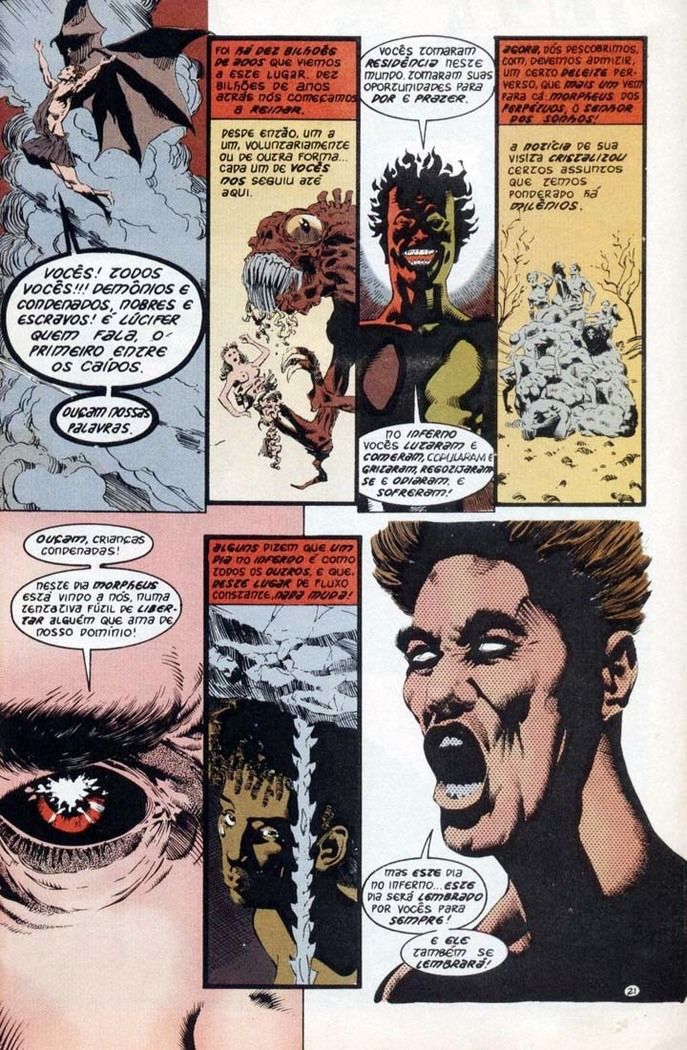 VOCÊS! TODOS
VOCÊS!!! DEMÔNIOS E
CONDENADOS, NOBRES E
ESCRAVOS! É LÚCIFER
QUEM FALA, O
PRIMEIRO ENTRE
OS CAÍDOS.
OUÇAM NOSSAS
PALAVRAS.
FOI HÁ DEZ BILHÕES
DE ANOS QUE VIEMOS
A ESTE LUGAR. DEZ
BILHÕES DE ANOS
ATRÁS NÓS COMEÇAMOS
A REINAR.
DESDE ENTÃO, UM A
UM, VOLUNTARIAMENTE
OU DE OUTRA FORMA...
CADA UM DE VOCÊS
NOS SEGUIU ATÉ
AQUI.
VOCÊS TOMARAM
RESIDÊNCIA NESTE
MUNDO. TOMARAM SUAS
OPORTUNIDADES PARA
DOR E PRAZER.
NO INFERNO
VOCÊS LUTARAM E
COMERAM, COPULARAM E
GRITARAM, REGOZIJARAM-
SE E ODIARAM, E
SOFRERAM!
AGORA, NÓS DESCOBRIMOS,
COM, DEVEMOS ADMITIR,
UM CERTO DELEITE PER-
VERSO, QUE MAIS UM VEM
PARA CÁ. MORPHEUS DOS
PERPÉTUOS, O SENHOR
DOS SONHOS!
A NOTÍCIA DE SUA
VISITA CRISTALIZOU
CERTOS ASSUNTOS
QUE TEMOS
PONDERADO HÁ
MILÊNIOS.
OUÇAM, CRIANÇAS
CONDENADAS!
NESTE DIA MORPHEUS
ESTÁ VINDO A NÓS, NUMA
TENTATIVA FÚTIL DE LIBER-
TAR ALGUÉM QUE AMA DE
NOSSO DOMÍNIO!
ALGUNS DIZEM QUE UM
DIA NO INFERNO É COMO
TODOS OS OUTROS, E QUE,
DESTE LUGAR DE FLUXO
CONSTANTE, NADA MUDA!
MAS ESTE DIA
NO INFERNO... ESTE
DIA SERÁ LEMBRADO
POR VOCÊS PARA
SEMPRE!
E ELE
TAMBÉM SE
LEMBRARÁ!
21